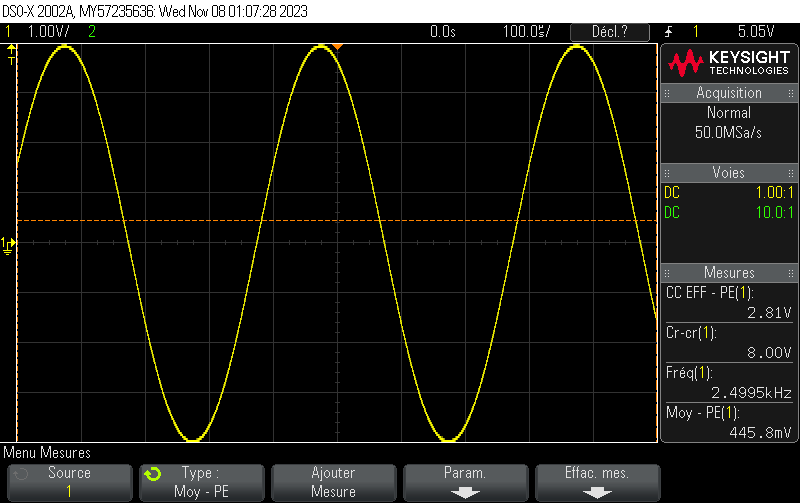 DSO-X 2002A, MY57235636: Wed Nov 08 01:07:28 2023
1 1.00V/ 2 0.0s 100.0s/ Décl.? 1 5.05V
T
KEYSIGHT
TECHNOLOGIES
Acquisition
Normal
50.0MSa/s
Voies
DC 1.00:1
DC 10.0:1
1
Mesures
CC EFF - PE(1):
2.81V
Cr-cr(1):
8.00V
Fréq(1):
2.4995kHz
Moy - PE(1):
445.8mV
Menu Mesures
Source
1
Type :
Moy - PE
Ajouter
Mesure
Param.
Effac. mes.